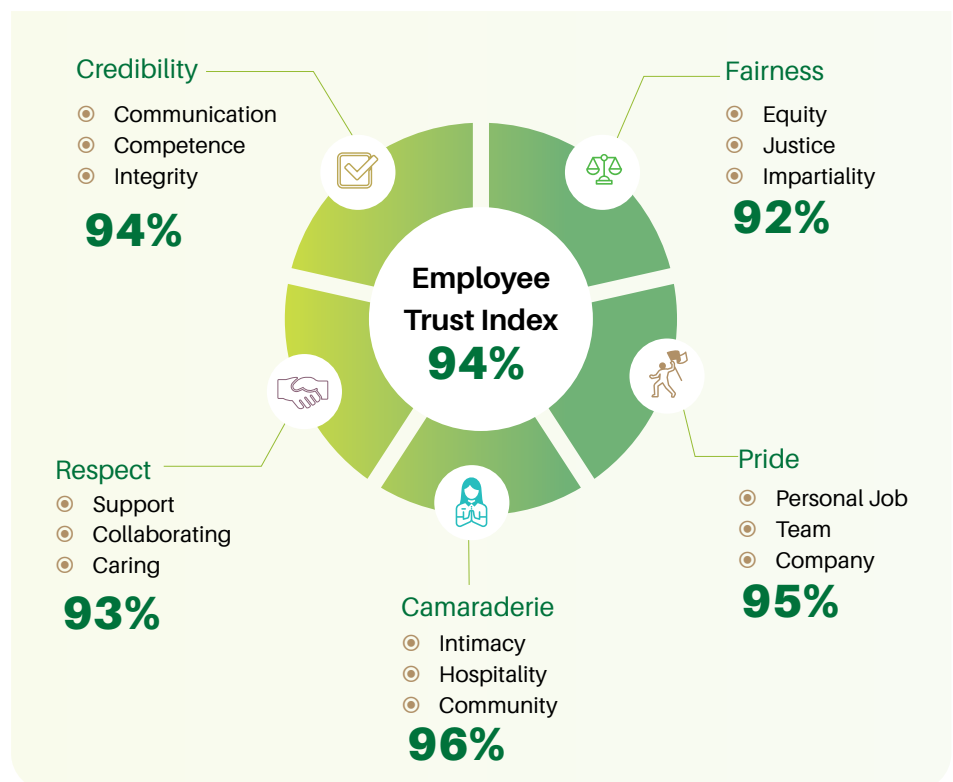 Credibility
Communication
Competence
Integrity
94%
Fairness
Equity
Justice
Impartiality
92%
Employee
Trust Index
94%
Respect
Support
Collaborating
Caring
93%
Pride
Personal Job
Team
Company
95%
Camaraderie
Intimacy
Hospitality
Community
96%